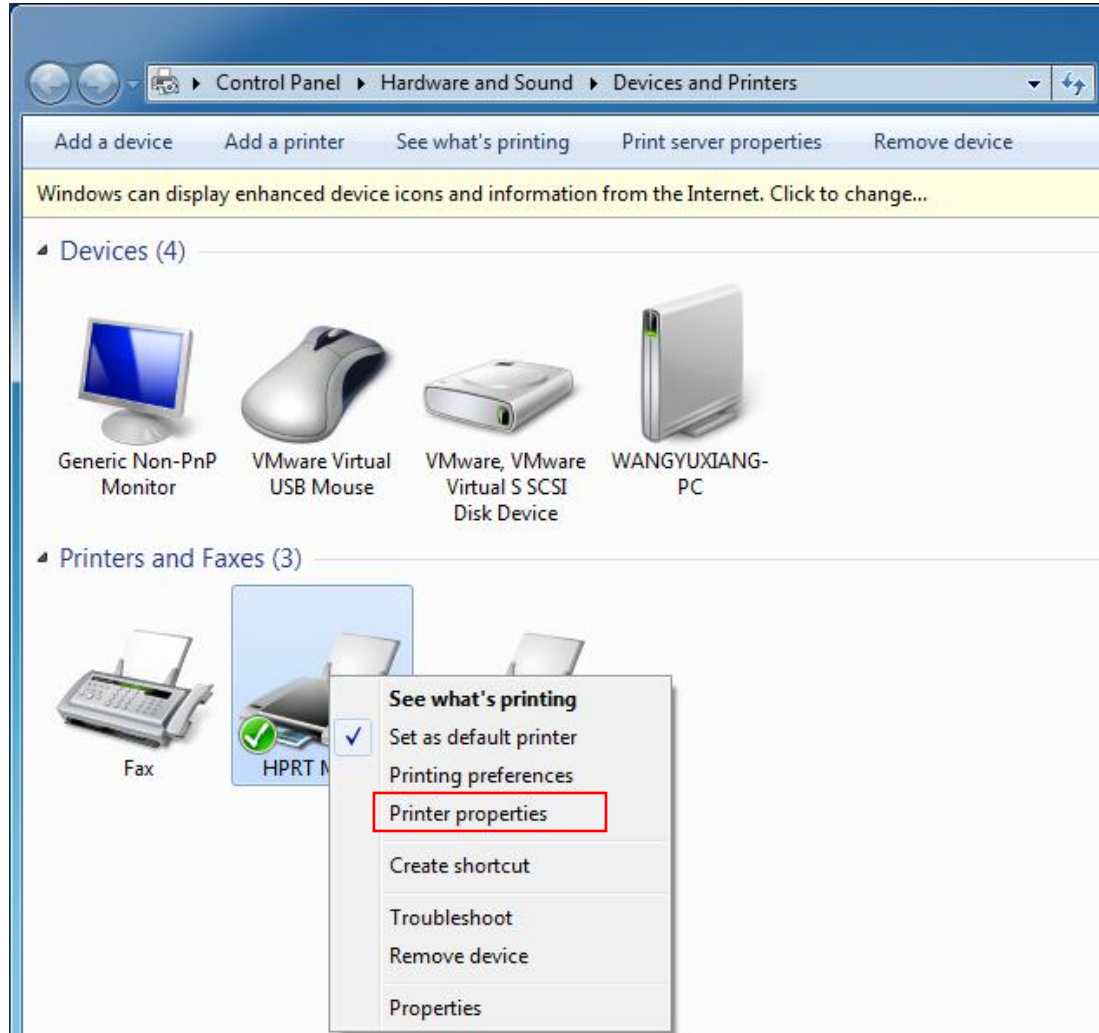 Control Panel Hardware and Sound Devices and Printers
Add a device Add a printer See what's printing Print server properties Remove device
Windows can display enhanced device icons and information from the Internet. Click to change...
Devices (4)
Generic Non-PnP
Monitor
VMware Virtual
USB Mouse
VMware, VMware
Virtual S SCSI
Disk Device
WANGYUXIANG-
PC
Printers and Faxes (3)
Fax
HPRT
See what's printing
Set as default printer
Printing preferences
Printer properties
Create shortcut
Troubleshoot
Remove device
Properties